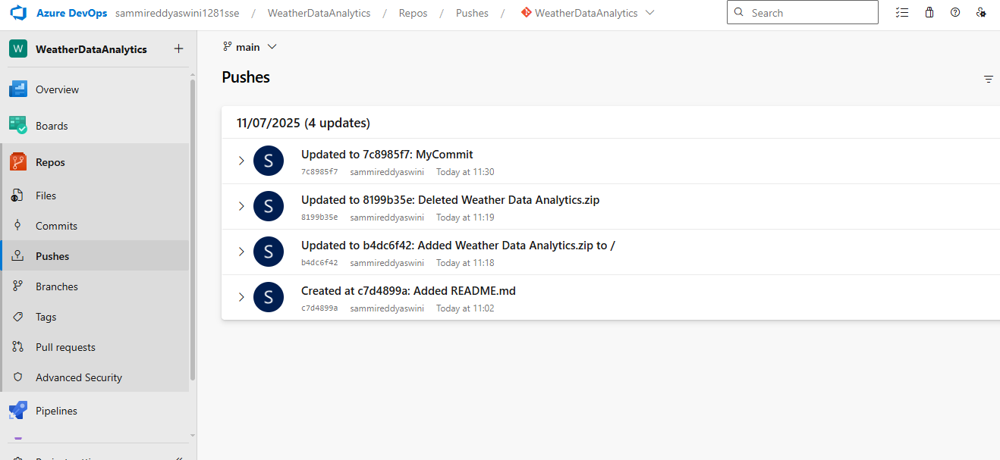 Azure DevOps sammireddyaswini1281sse / WeatherDataAnalytics / Repos / Pushes / WeatherDataAnalytics
Search
W WeatherDataAnalytics +
Overview
Boards
Repos
Files
Commits
Pushes
Branches
Tags
Pull requests
Advanced Security
Pipelines
main
Pushes
11/07/2025 (4 updates)
S
Updated to 7c8985f7: MyCommit
7c8985f7 sammireddyaswini Today at 11:30
S
Updated to 8199b35e: Deleted Weather Data Analytics.zip
8199b35e sammireddyaswini Today at 11:19
S
Updated to b4dc6f42: Added Weather Data Analytics.zip to /
b4dc6f42 sammireddyaswini Today at 11:18
S
Created at c7d4899a: Added README.md
c7d4899a sammireddyaswini Today at 11:02